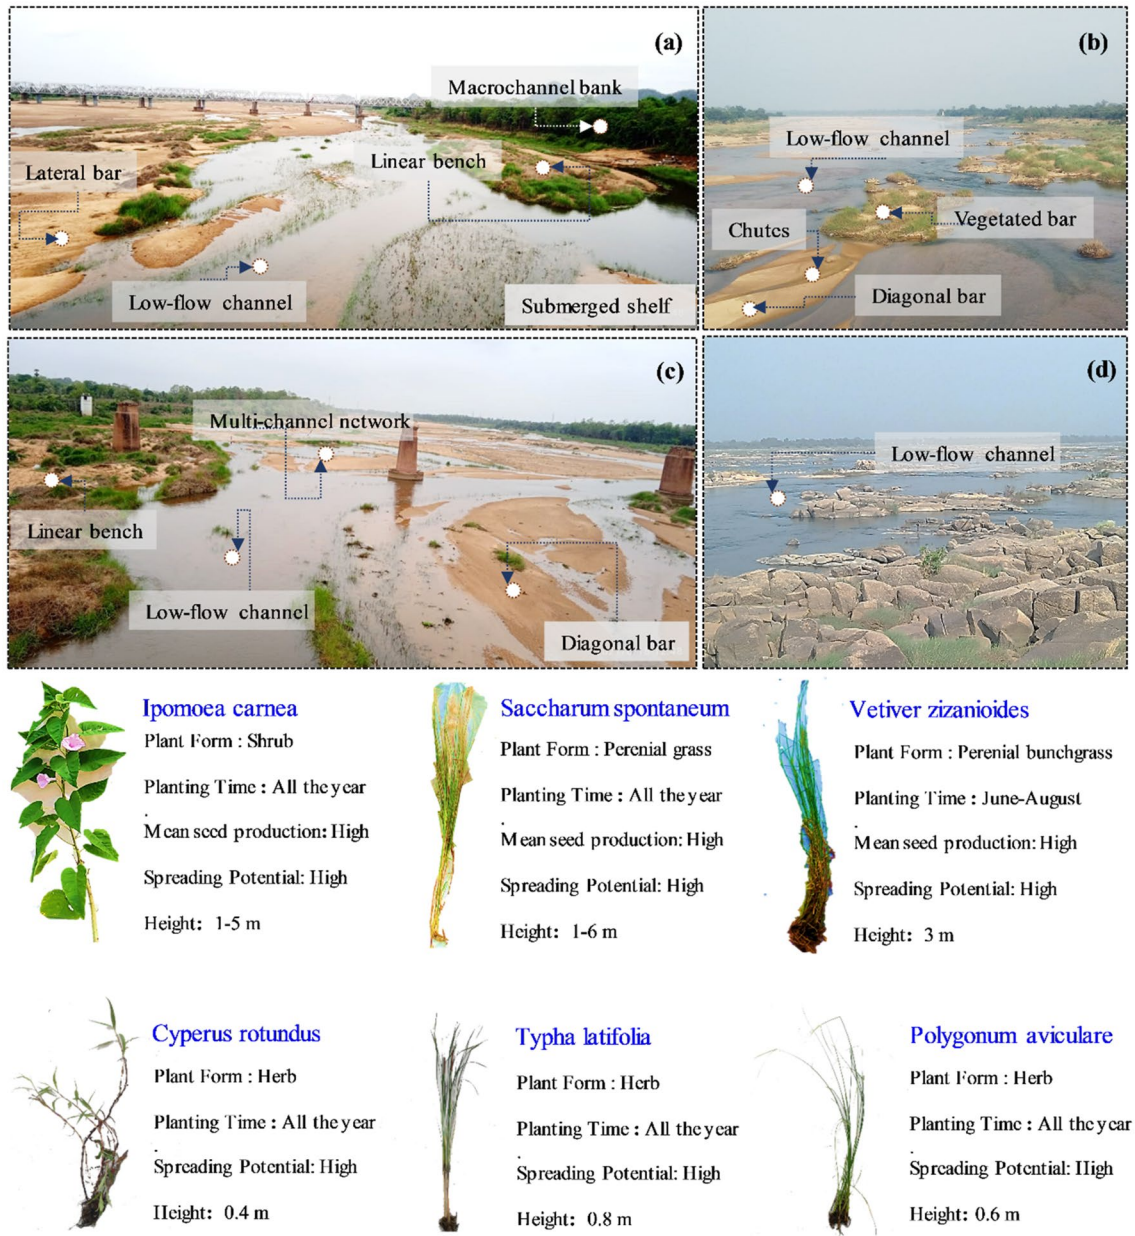 (a)
Macrochannel bank
Linear bench
Lateral bar
Low-flow channel
Submerged shelf
(b)
Low-flow channel
Vegetated bar
Chutes
Diagonal bar
(c)
Multi-channel network
Linear bench
Low-flow channel
Diagonal bar
(d)
Low-flow channel
Ipomoea carnea
Plant Form : Shrub
Planting Time : All the year
.
Mean seed production: High
Spreading Potential: High
Height: 1-5 m
Saccharum spontaneum
Plant Form : Perenial grass
Planting Time : All the year
.
Mean seed production: High
Spreading Potential: High
Height: 1-6 m
Vetiver zizanioides
Plant Form : Perenial bunchgrass
Planting Time : June-August
.
Mean seed production: High
Spreading Potential: High
Height: 3 m
Cyperus rotundus
Plant Form : Herb
Planting Time : All the year
.
Spreading Potential: High
Height: 0.4 m
Typha latifolia
Plant Form : Herb
Planting Time : All the year
.
Spreading Potential: High
Height: 0.8 m
Polygonum aviculare
Plant Form : Herb
Planting Time : All the year
.
Spreading Potential: High
Height: 0.6 m